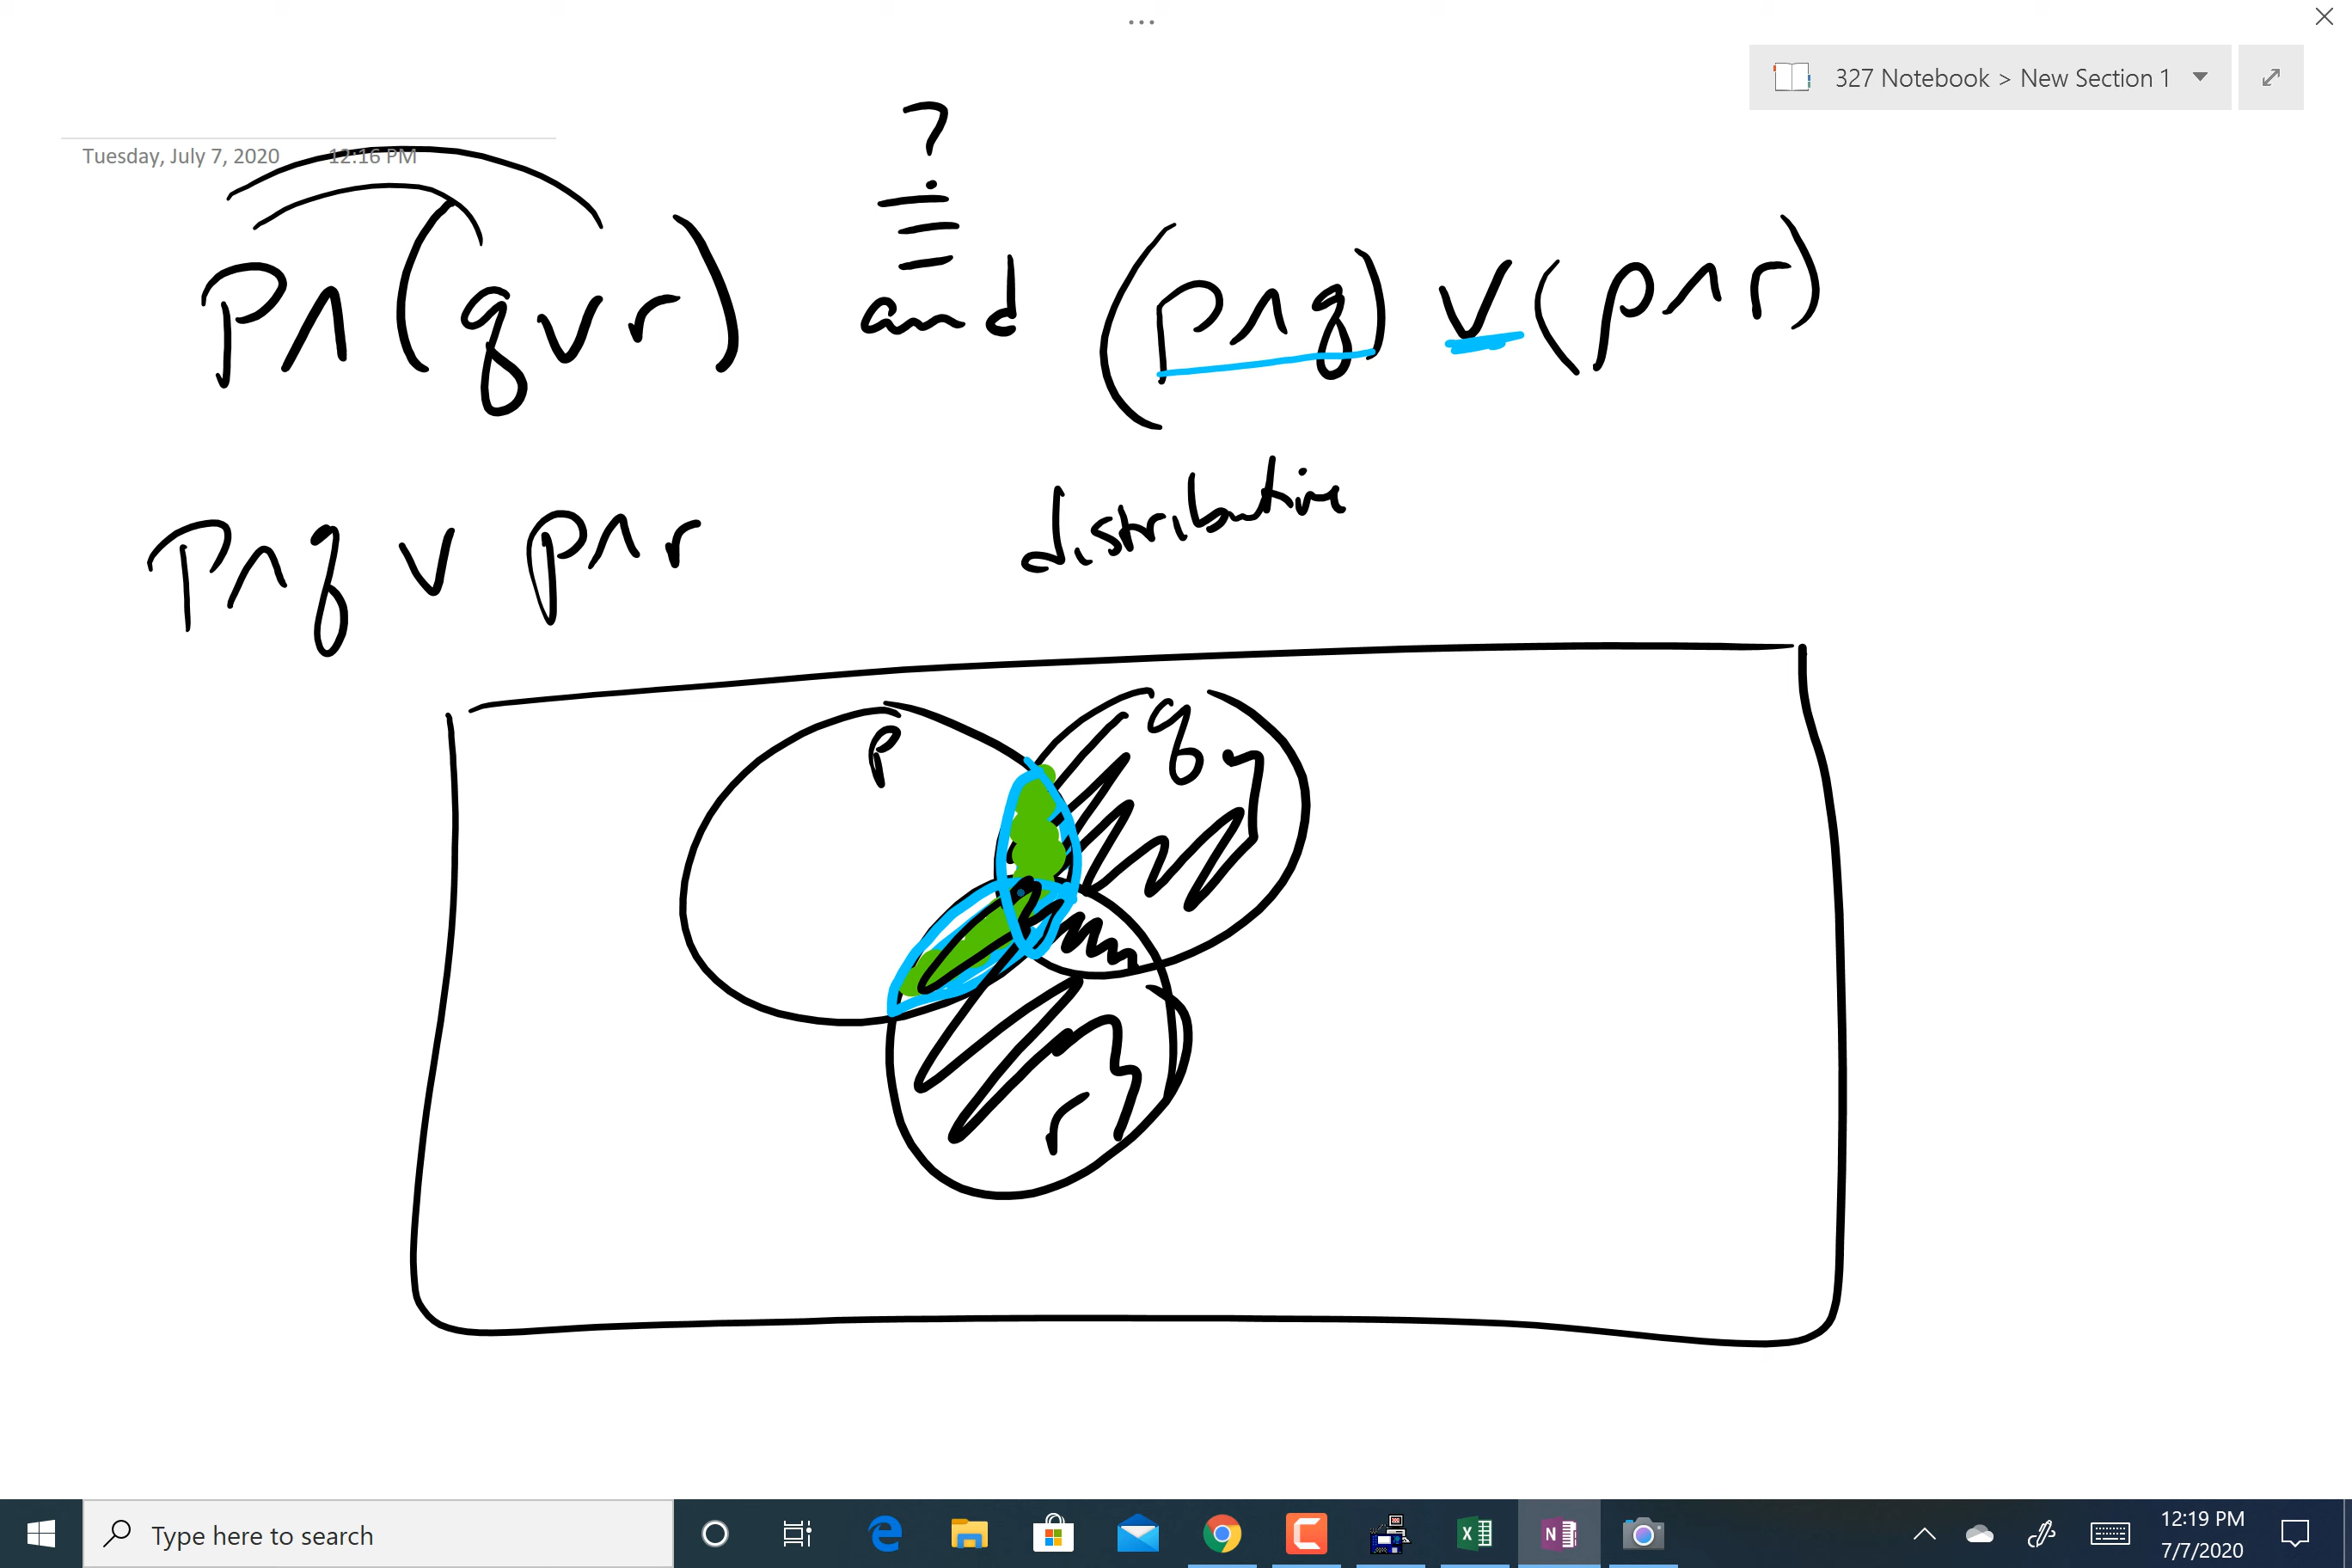 327 Notebook > New Section 1
Tuesday, July 7, 2020 12:16 PM
?
≡
p∧(q∨r) and (p∧q)∨(p∧r)
distributive
p∧q ∨ p∧r
p
q
r
Type here to search
12:19 PM
7/7/2020